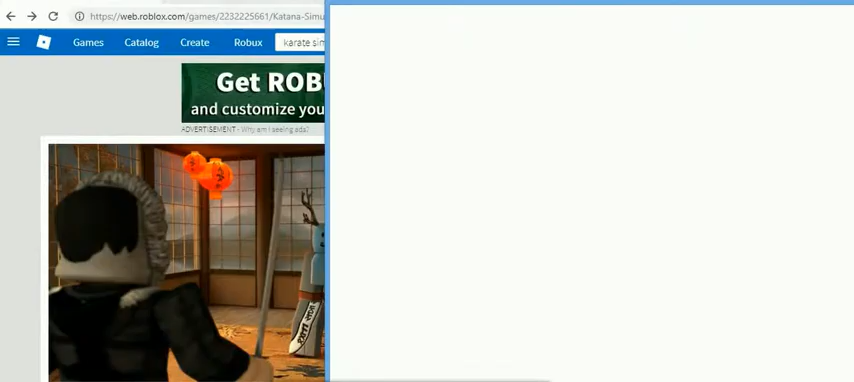 https://web.roblox.com/games/2232225661/Katana-Simu
Games Catalog Create Robux karate sim
Get ROBU
and customize you
ADVERTISEMENT - Why am I seeing ads?